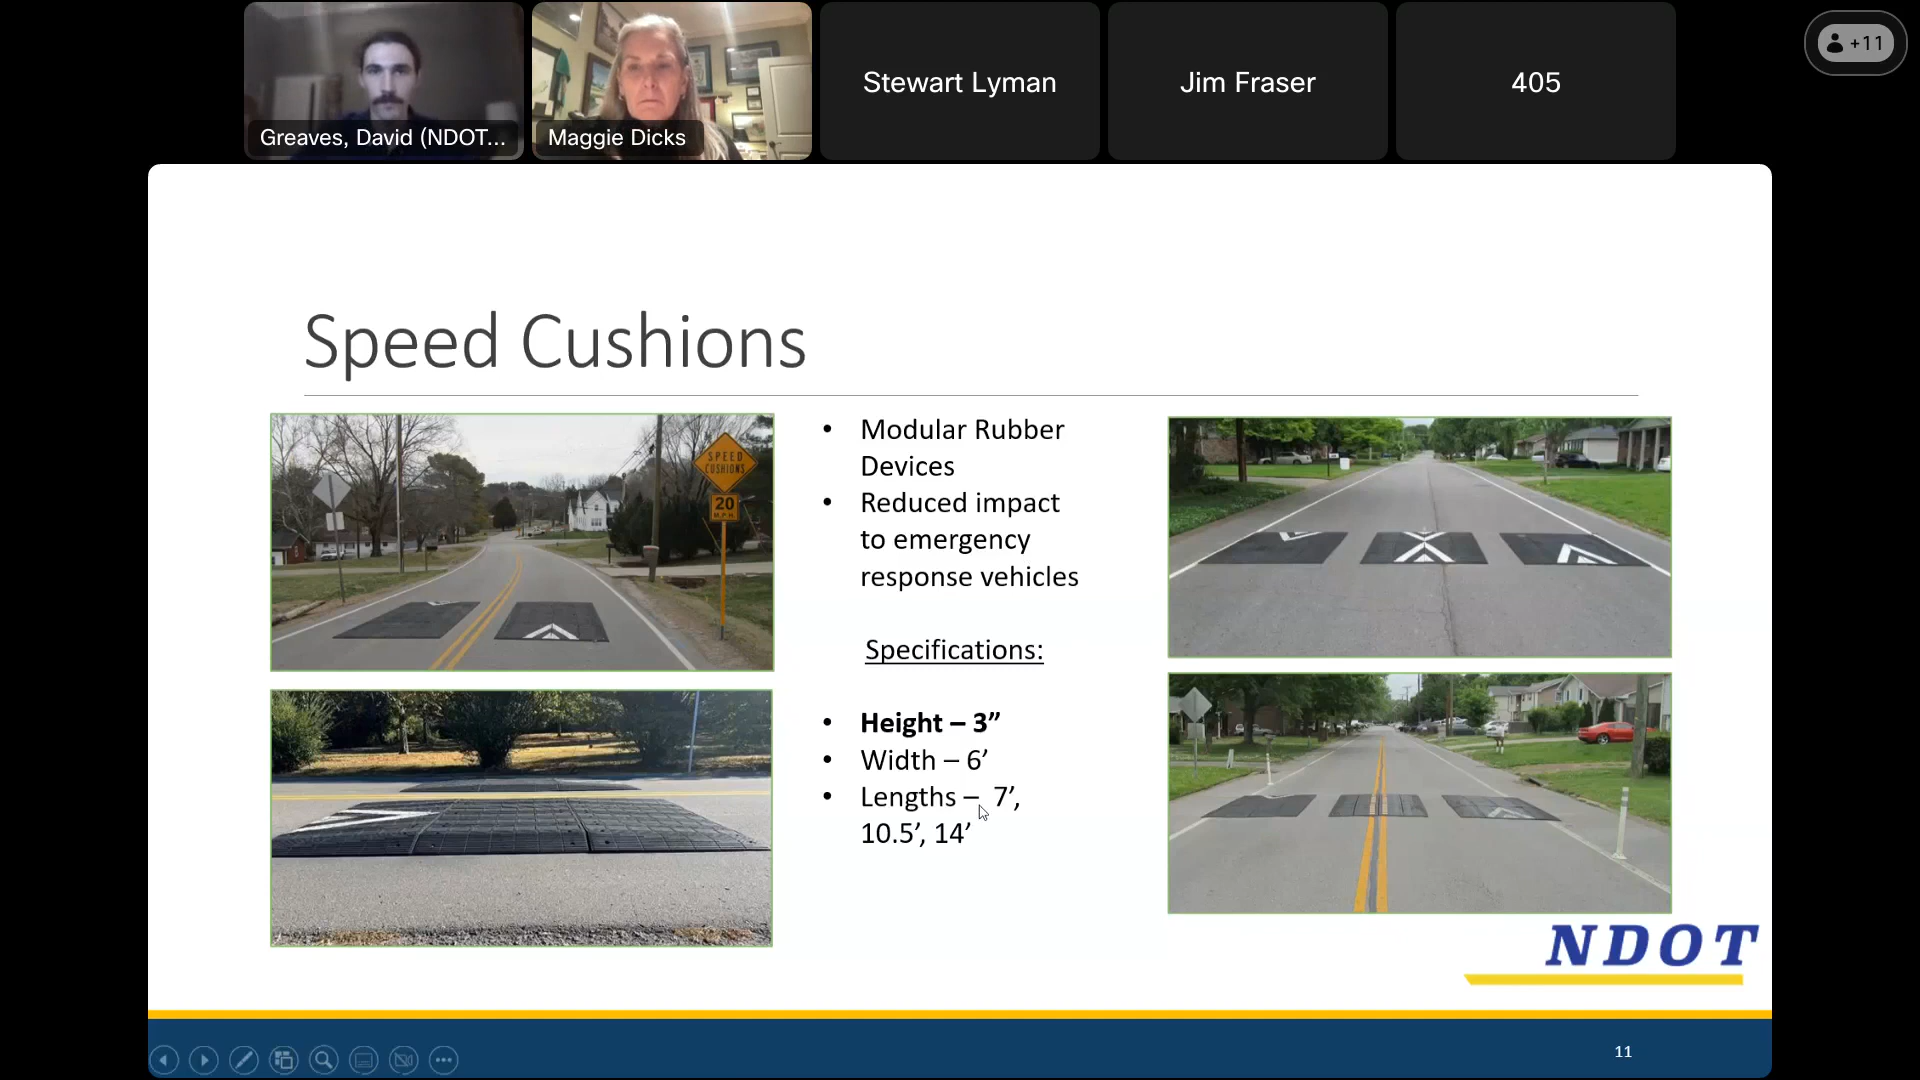 Greaves, David (NDOT...
Maggie Dicks
Stewart Lyman
Jim Fraser
405
+11
Speed Cushions
SPEED
CUSHIONS
20
M.P.H.
• Modular Rubber
Devices
• Reduced impact
to emergency
response vehicles
Specifications:
• Height – 3”
• Width – 6’
• Lengths – 7’,
10.5’, 14’
NDOT
11